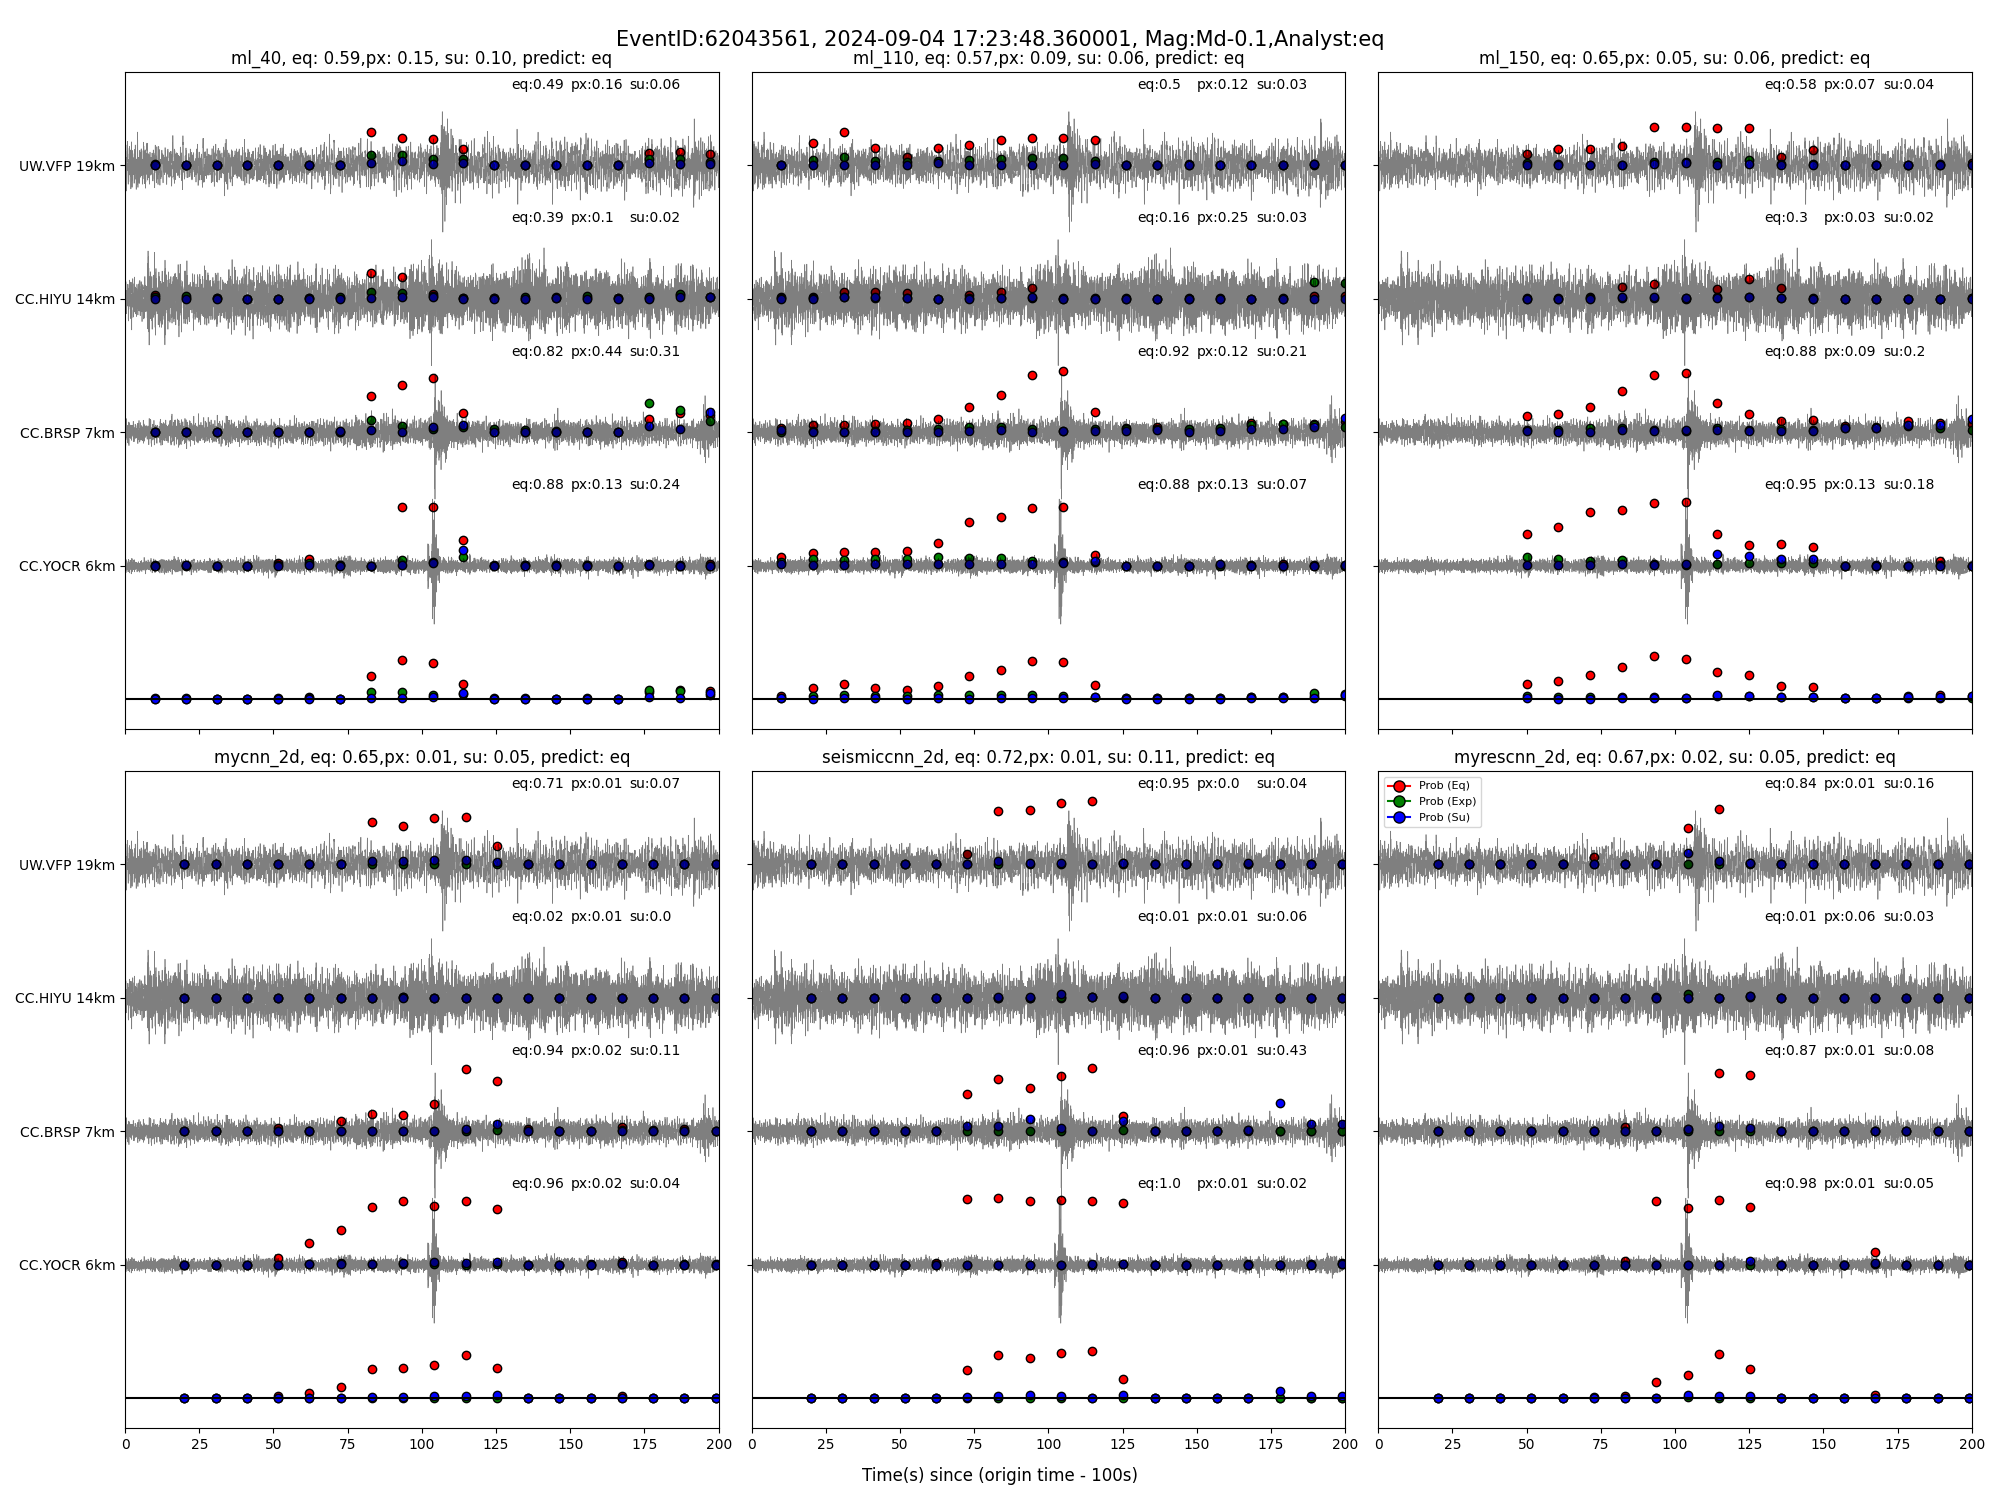 EventID:62043561, 2024-09-04 17:23:48.360001, Mag:Md-0.1,Analyst:eq
ml_40, eq: 0.59,px: 0.15, su: 0.10, predict: eq
eq:0.49 px:0.16 su:0.06
UW.VFP 19km
eq:0.39 px:0.1 su:0.02
CC.HIYU 14km
eq:0.82 px:0.44 su:0.31
CC.BRSP 7km
eq:0.88 px:0.13 su:0.24
CC.YOCR 6km
ml_110, eq: 0.57,px: 0.09, su: 0.06, predict: eq
eq:0.5 px:0.12 su:0.03
eq:0.16 px:0.25 su:0.03
eq:0.92 px:0.12 su:0.21
eq:0.88 px:0.13 su:0.07
ml_150, eq: 0.65,px: 0.05, su: 0.06, predict: eq
eq:0.58 px:0.07 su:0.04
eq:0.3 px:0.03 su:0.02
eq:0.88 px:0.09 su:0.2
eq:0.95 px:0.13 su:0.18
mycnn_2d, eq: 0.65,px: 0.01, su: 0.05, predict: eq
eq:0.71 px:0.01 su:0.07
UW.VFP 19km
eq:0.02 px:0.01 su:0.0
CC.HIYU 14km
eq:0.94 px:0.02 su:0.11
CC.BRSP 7km
eq:0.96 px:0.02 su:0.04
CC.YOCR 6km
0 25 50 75 100 125 150 175 200
seismiccnn_2d, eq: 0.72,px: 0.01, su: 0.11, predict: eq
eq:0.95 px:0.0 su:0.04
eq:0.01 px:0.01 su:0.06
eq:0.96 px:0.01 su:0.43
eq:1.0 px:0.01 su:0.02
0 25 50 75 100 125 150 175 200
myrescnn_2d, eq: 0.67,px: 0.02, su: 0.05, predict: eq
Prob (Eq)
Prob (Exp)
Prob (Su)
eq:0.84 px:0.01 su:0.16
eq:0.01 px:0.06 su:0.03
eq:0.87 px:0.01 su:0.08
eq:0.98 px:0.01 su:0.05
0 25 50 75 100 125 150 175 200
Time(s) since (origin time - 100s)